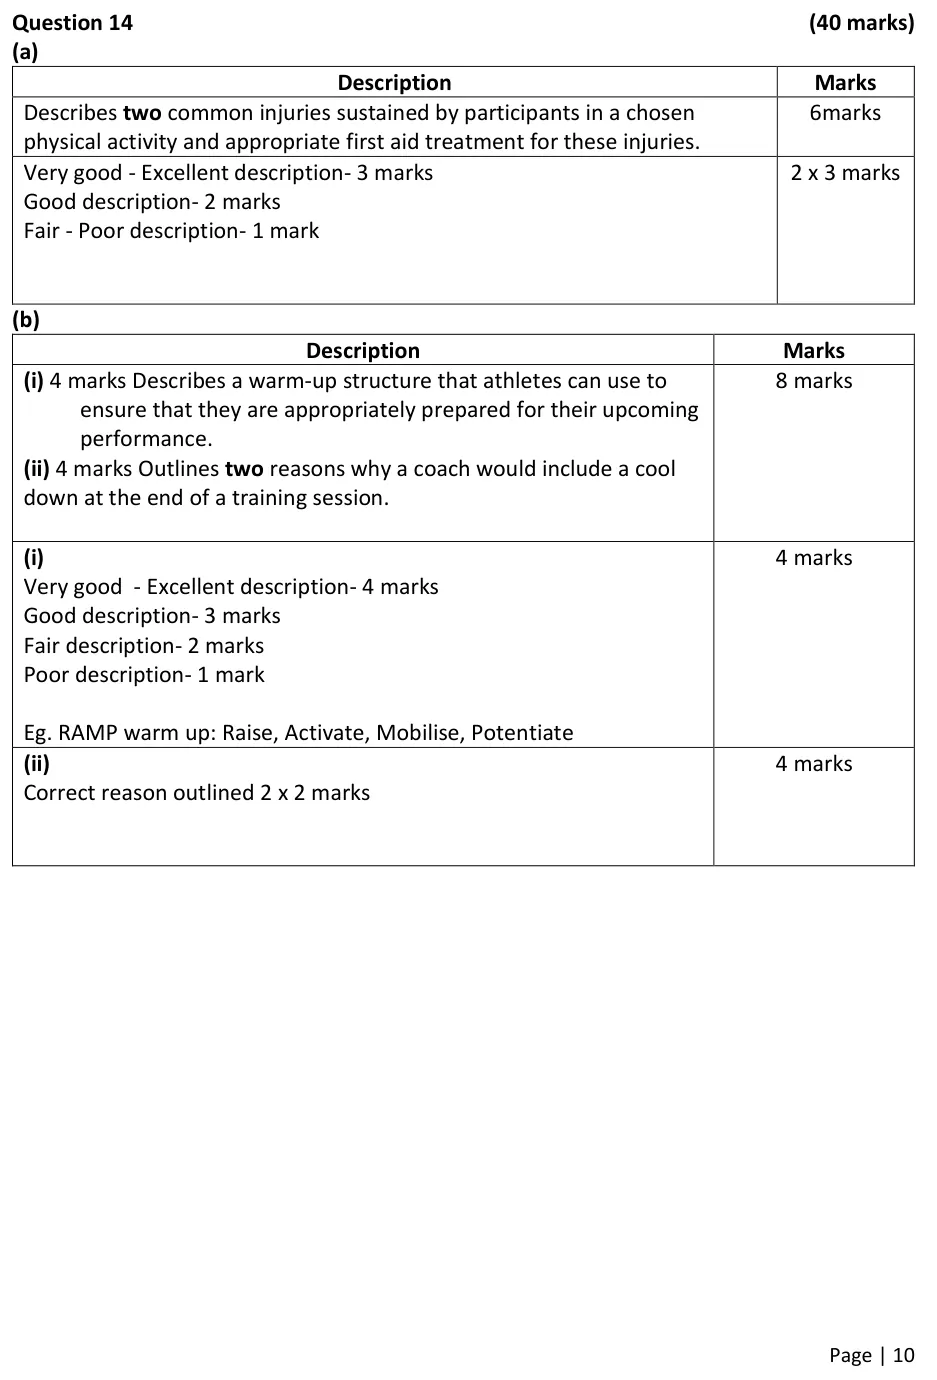 Question 14 (40 marks)
(a)
Description Marks
Describes two common injuries sustained by participants in a chosen 6marks
physical activity and appropriate first aid treatment for these injuries.
Very good - Excellent description- 3 marks 2 x 3 marks
Good description- 2 marks
Fair - Poor description- 1 mark
(b)
Description Marks
(i) 4 marks Describes a warm-up structure that athletes can use to 8 marks
ensure that they are appropriately prepared for their upcoming
performance.
(ii) 4 marks Outlines two reasons why a coach would include a cool
down at the end of a training session.
(i) 4 marks
Very good  - Excellent description- 4 marks
Good description- 3 marks
Fair description- 2 marks
Poor description- 1 mark
Eg. RAMP warm up: Raise, Activate, Mobilise, Potentiate
(ii) 4 marks
Correct reason outlined 2 x 2 marks
Page | 10